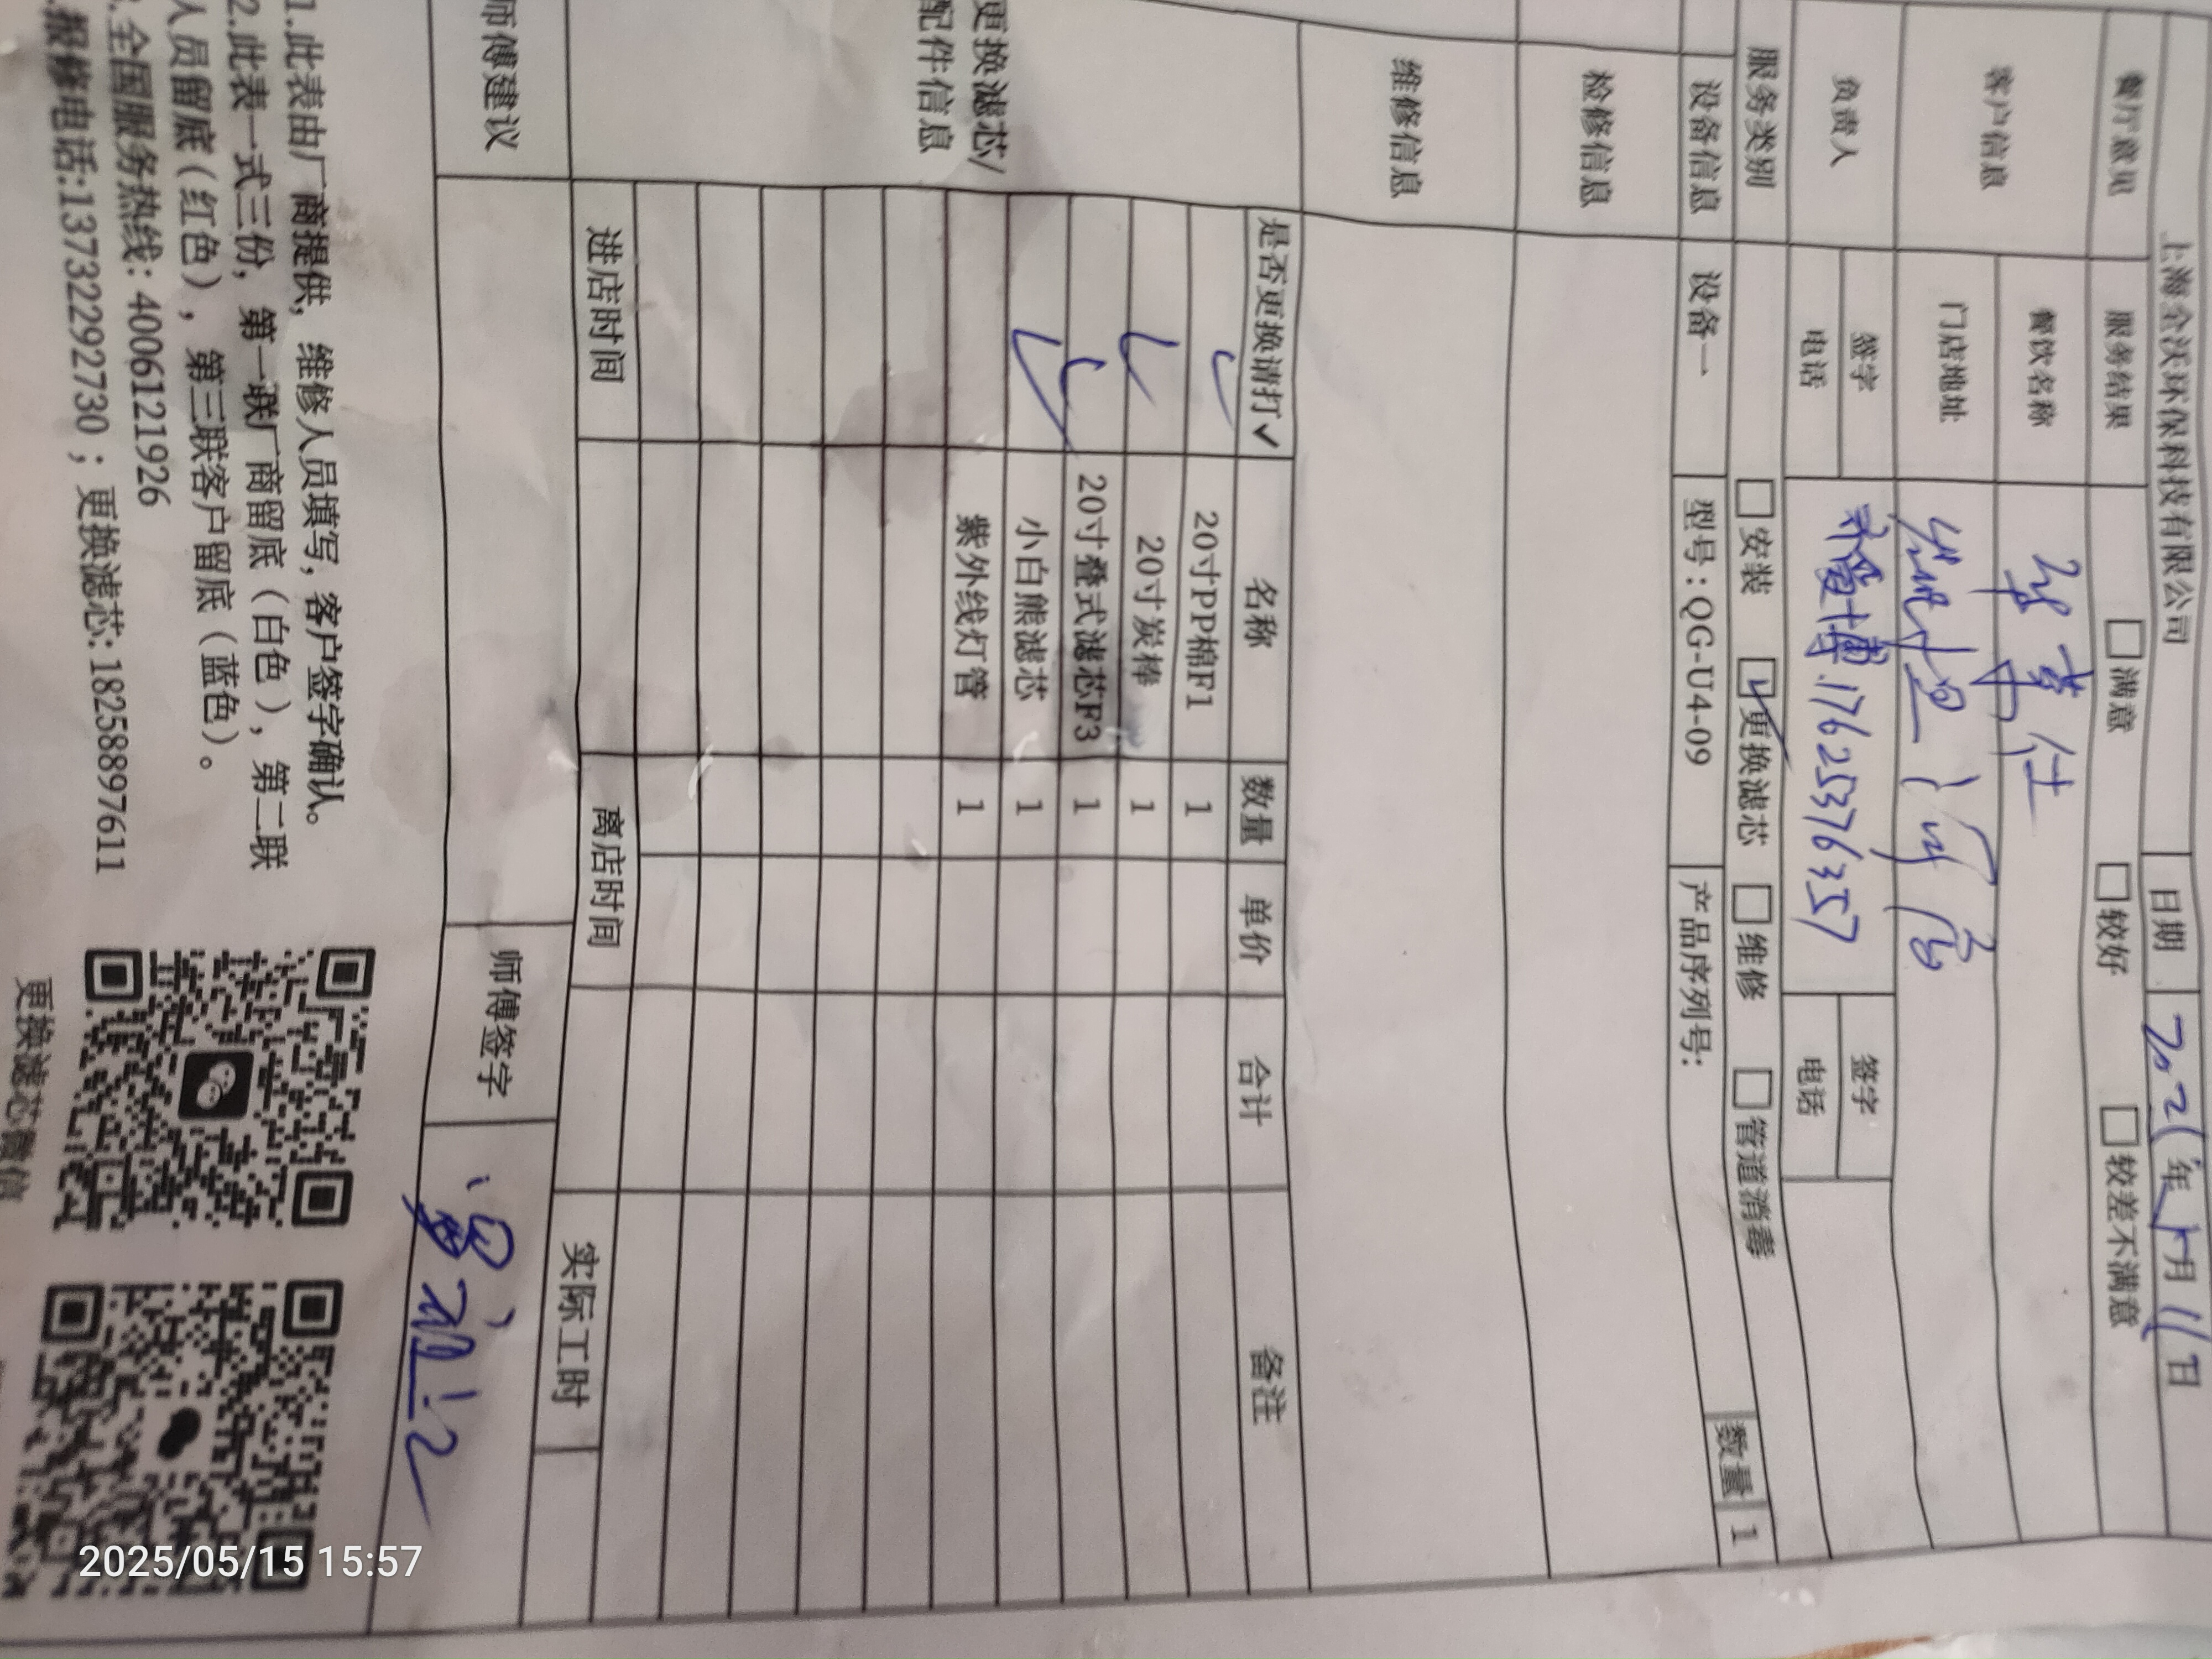 上海全沃环保科技有限公司 日期 年 月 11 日
餐厅意见 服务结果 □满意 □较好 □较差不满意
客户信息 餐饮名称 华莱仕
门店地址
负责人 签字 签字
电话 17625376357 电话
服务类别 □安装 ☑更换滤芯 □维修 □管道消毒
设备信息 设备一 型号:QG-U4-09 产品序列号: 数量 1
检修信息
维修信息
更换滤芯/
配件信息
是否更换请打✓ 名称 数量 单价 合计 备注
✓ 20寸PP棉F1 1
✓ 20寸炭棒 1
✓ 20寸叠式滤芯F3 1
✓ 小白熊滤芯 1
紫外线灯管 1
进店时间 离店时间 实际工时
师傅建议 师傅签字
1.此表由厂商提供,维修人员填写,客户签字确认。
2.此表一式三份,第一联厂商留底(白色),第二联
人员留底(红色),第三联客户留底(蓝色)。
.全国服务热线:4006121926
.报修电话:13732292730;更换滤芯:18258897611
更换滤芯微信
2025/05/15 15:57